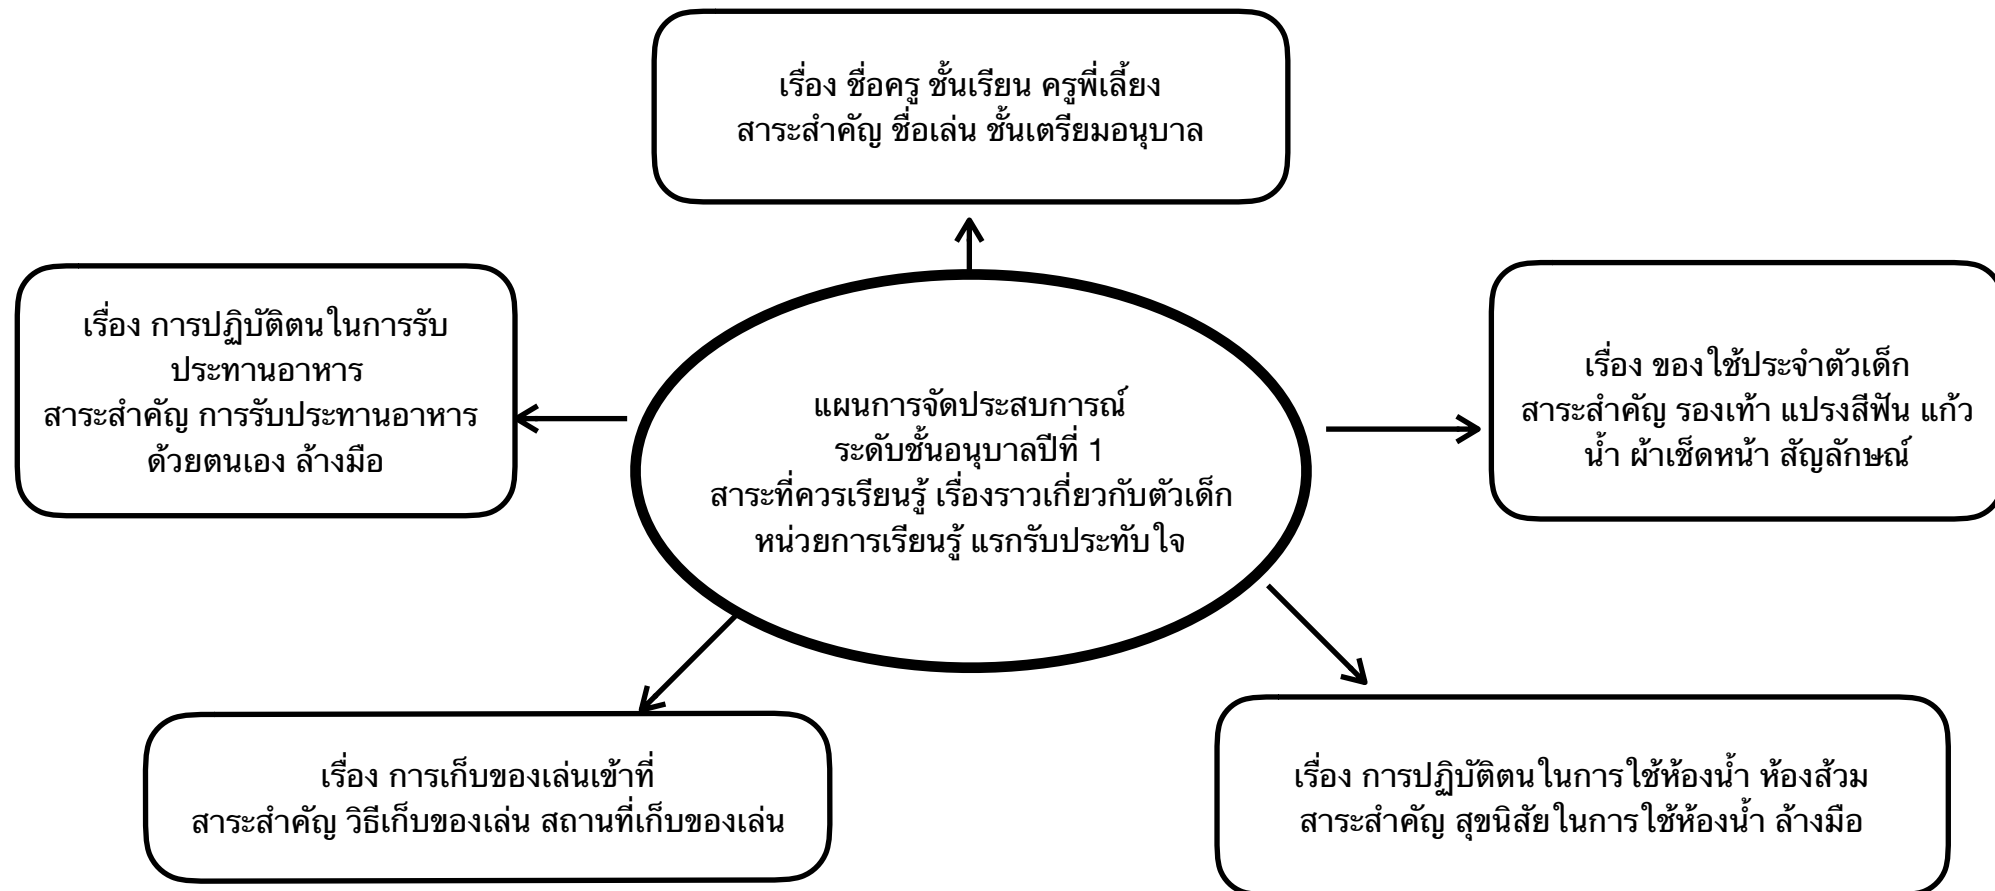 เรื่อง ชื่อครู ชั้นเรียน ครูพี่เลี้ยง
สาระสำคัญ ชื่อเล่น ชั้นเตรียมอนุบาล
เรื่อง การปฏิบัติตนในการรับ
ประทานอาหาร
สาระสำคัญ การรับประทานอาหาร
ด้วยตนเอง ล้างมือ
แผนการจัดประสบการณ์
ระดับชั้นอนุบาลปีที่ 1
สาระที่ควรเรียนรู้ เรื่องราวเกี่ยวกับตัวเด็ก
หน่วยการเรียนรู้ แรกรับประทับใจ
เรื่อง ของใช้ประจำตัวเด็ก
สาระสำคัญ รองเท้า แปรงสีฟัน แก้ว
น้ำ ผ้าเช็ดหน้า สัญลักษณ์
เรื่อง การเก็บของเล่นเข้าที่
สาระสำคัญ วิธีเก็บของเล่น สถานที่เก็บของเล่น
เรื่อง การปฏิบัติตนในการใช้ห้องน้ำ ห้องส้วม
สาระสำคัญ สุขนิสัยในการใช้ห้องน้ำ ล้างมือ